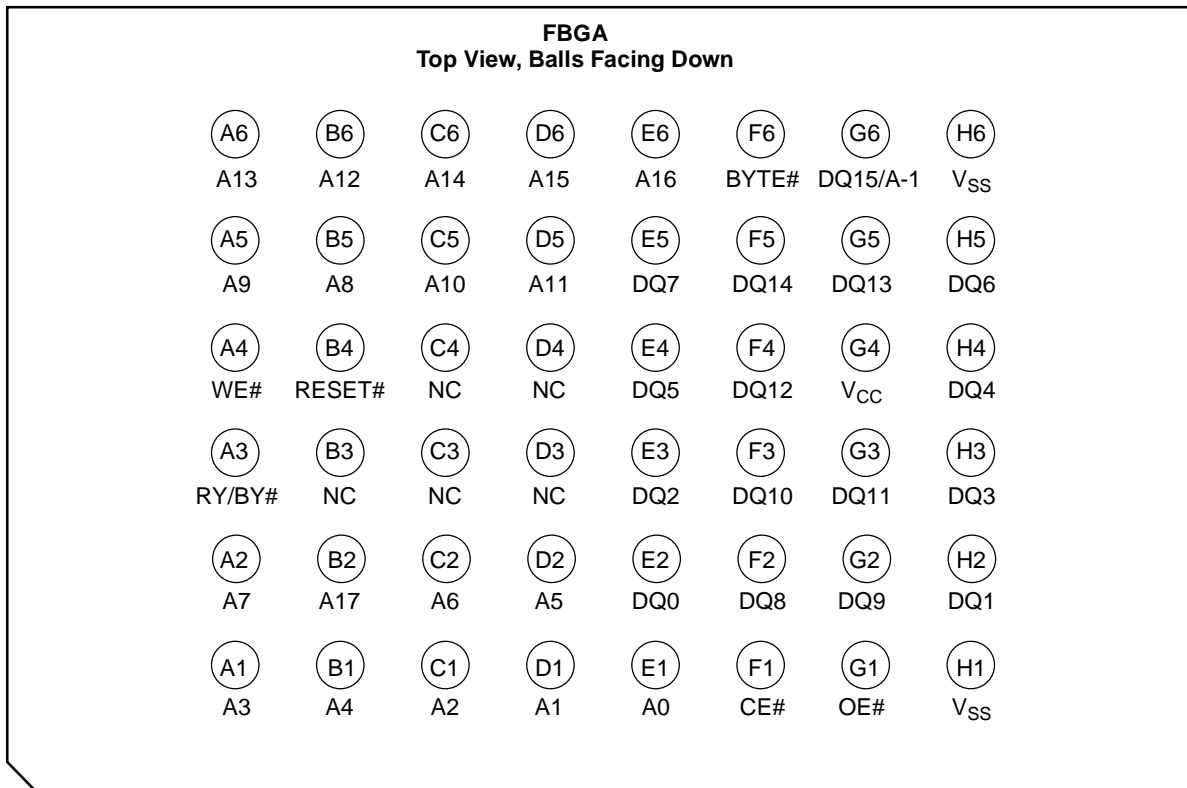 FBGA
Top View, Balls Facing Down
A6 B6 C6 D6 E6 F6 G6 H6
A13 A12 A14 A15 A16 BYTE# DQ15/A-1 VSS
A5 B5 C5 D5 E5 F5 G5 H5
A9 A8 A10 A11 DQ7 DQ14 DQ13 DQ6
A4 B4 C4 D4 E4 F4 G4 H4
WE# RESET# NC NC DQ5 DQ12 VCC DQ4
A3 B3 C3 D3 E3 F3 G3 H3
RY/BY# NC NC NC DQ2 DQ10 DQ11 DQ3
A2 B2 C2 D2 E2 F2 G2 H2
A7 A17 A6 A5 DQ0 DQ8 DQ9 DQ1
A1 B1 C1 D1 E1 F1 G1 H1
A3 A4 A2 A1 A0 CE# OE# VSS